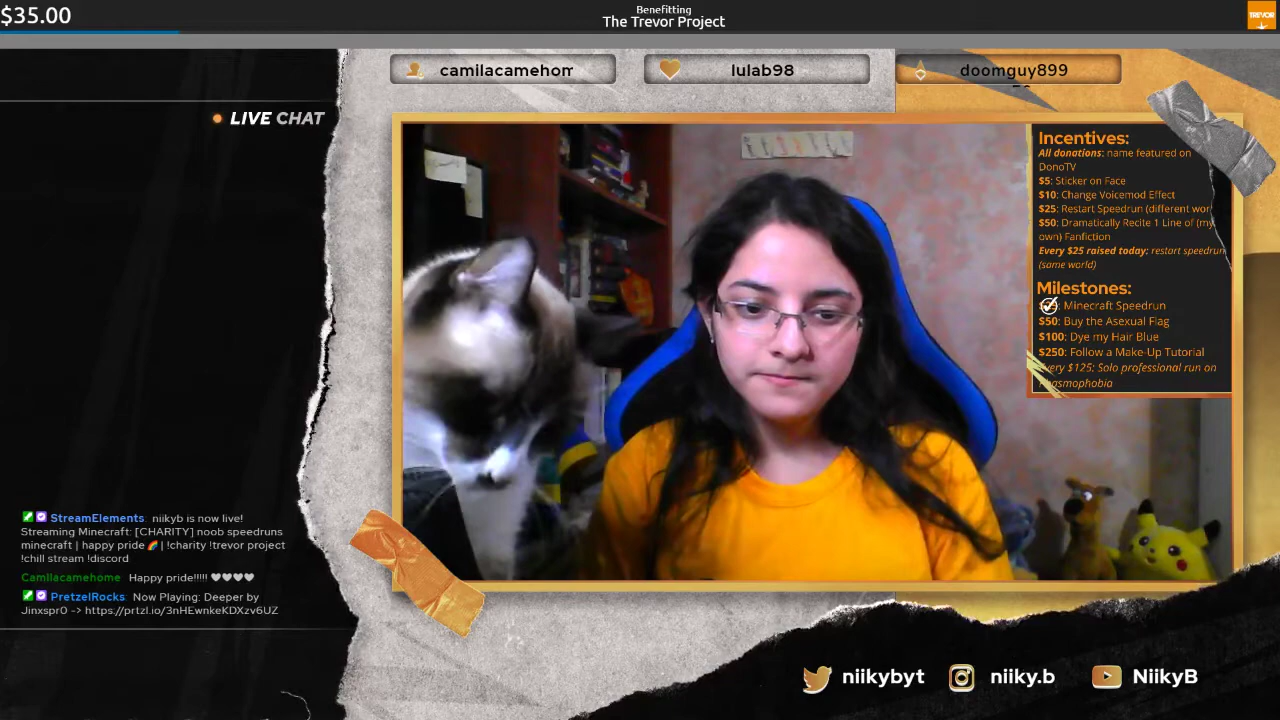 $35.00
Benefitting
The Trevor Project
TREVOR
camilacamehom
lulab98
doomguy899
LIVE CHAT
Incentives:
All donations: name featured on
DonoTV
$5: Sticker on Face
$10: Change Voicemod Effect
$25: Restart Speedrun (different wor
$50: Dramatically Recite 1 Line of (my
own) Fanfiction
Every $25 raised today: restart speedrun
(same world)
Milestones:
Minecraft Speedrun
$50: Buy the Asexual Flag
$100: Dye my Hair Blue
$250: Follow a Make-Up Tutorial
Every $125: Solo professional run on
Phasmophobia
StreamElements niikyb is now live!
Streaming Minecraft: [CHARITY] noob speedruns
minecraft | happy pride🏳️‍🌈 | !charity !trevor project
!chill stream !discord
Camilacamehome Happy pride!!!!! ♥♥♥♥
PretzelRocks Now Playing: Deeper by
Jinxspr0 -> https://prtzl.io/3nHEwnkeKDXzv6UZ
niikybyt
niiky.b
NiikyB